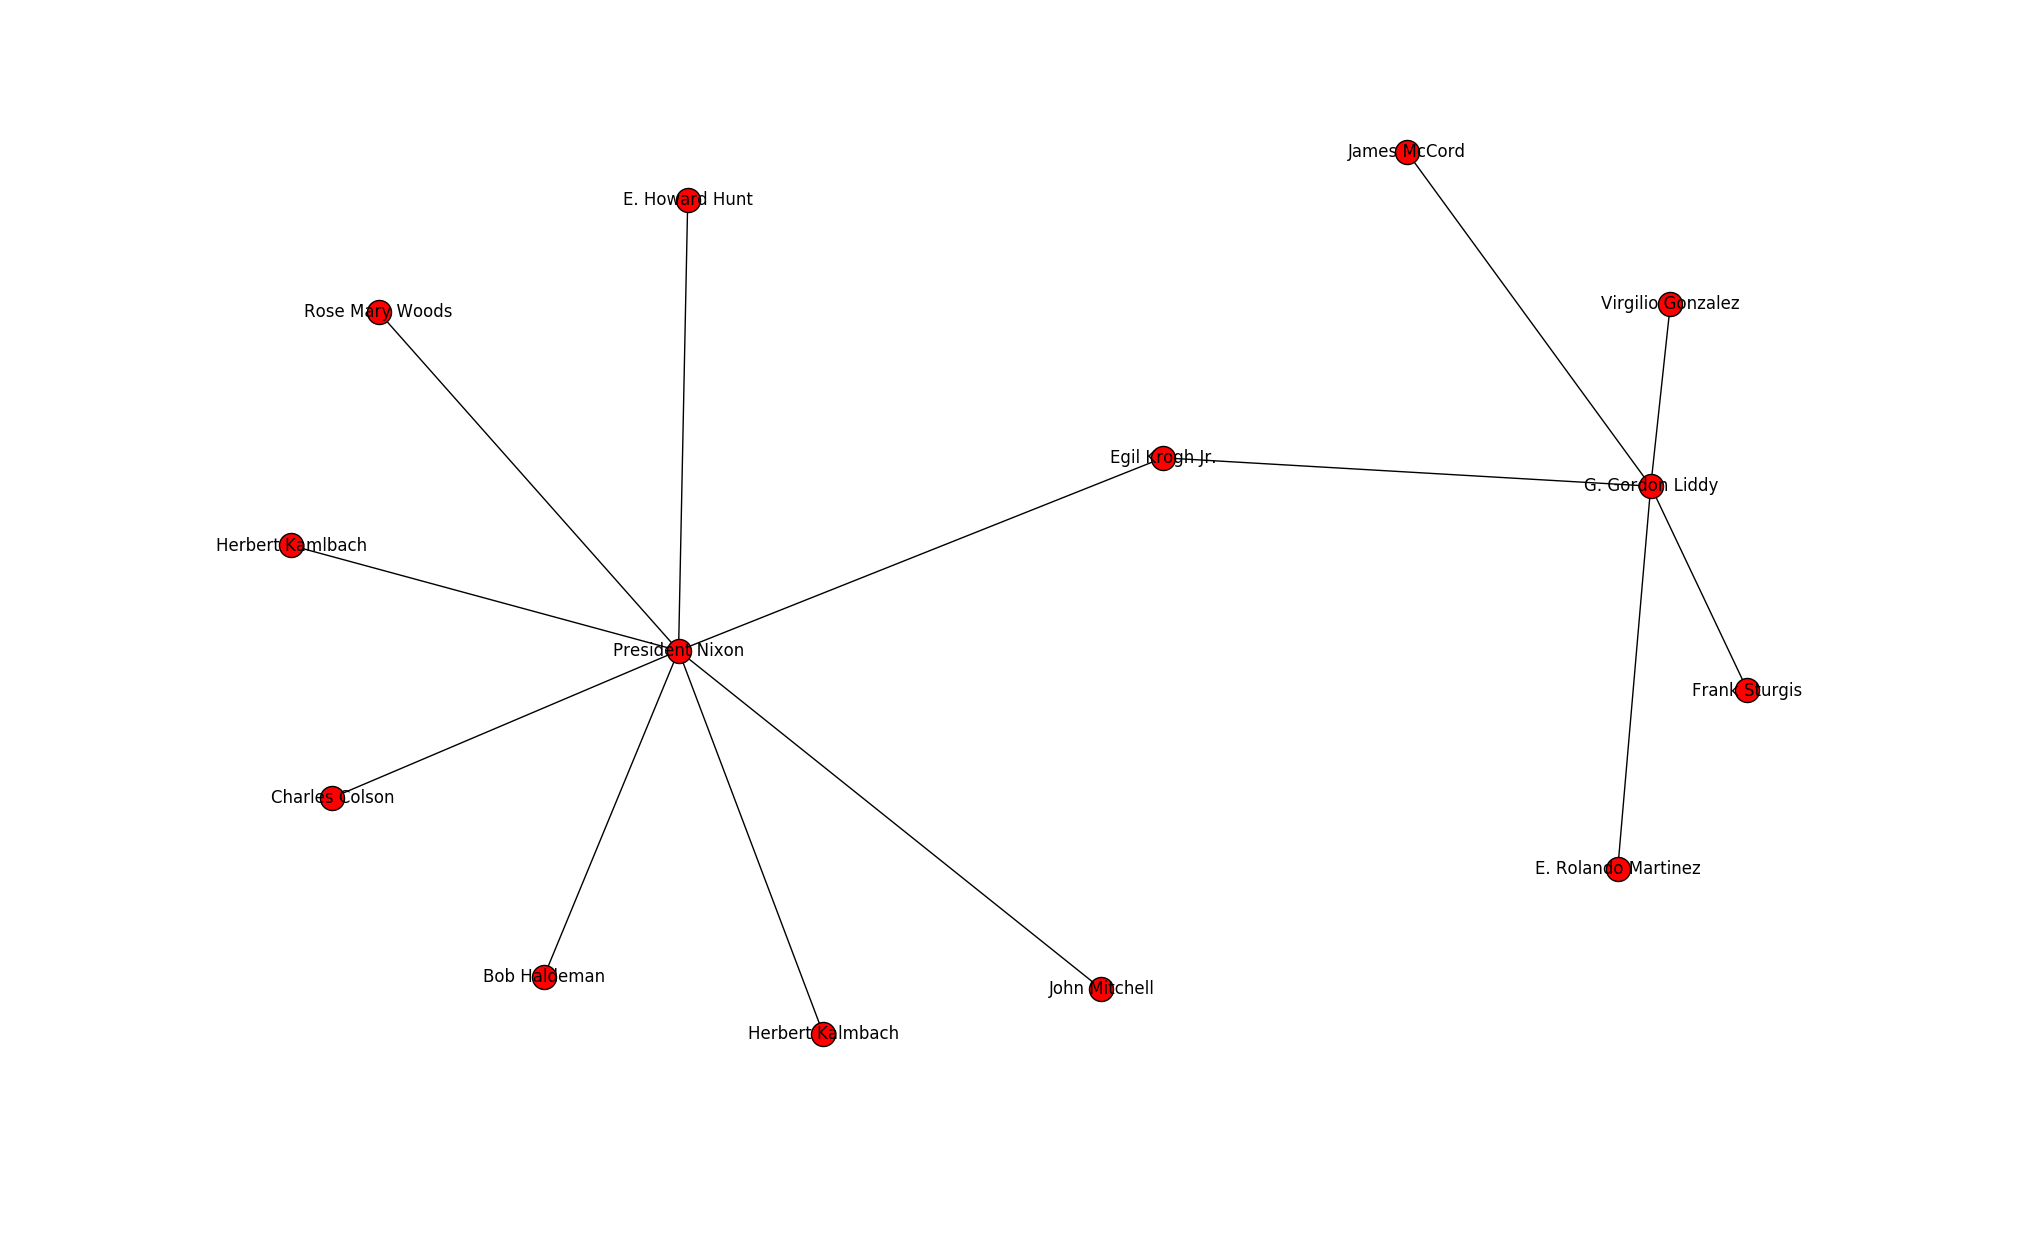 James McCord
E. Howard Hunt
Rose Mary Woods
Virgilio Gonzalez
Egil Krogh Jr.
G. Gordon Liddy
Herbert Kamlbach
President Nixon
Frank Sturgis
Charles Colson
E. Rolando Martinez
Bob Haldeman
John Mitchell
Herbert Kalmbach